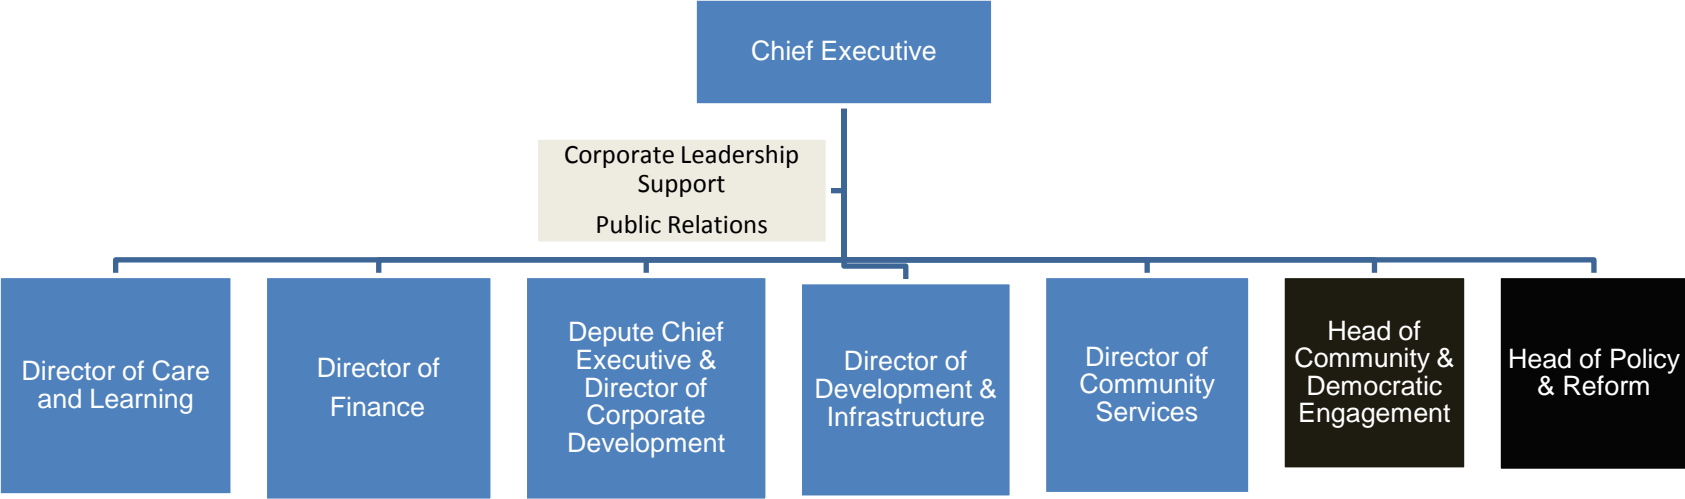 Chief Executive
Corporate Leadership
Support
Public Relations
Director of Care
and Learning
Director of
Finance
Depute Chief
Executive &
Director of
Corporate
Development
Director of
Development &
Infrastructure
Director of
Community
Services
Head of
Community &
Democratic
Engagement
Head of Policy
& Reform